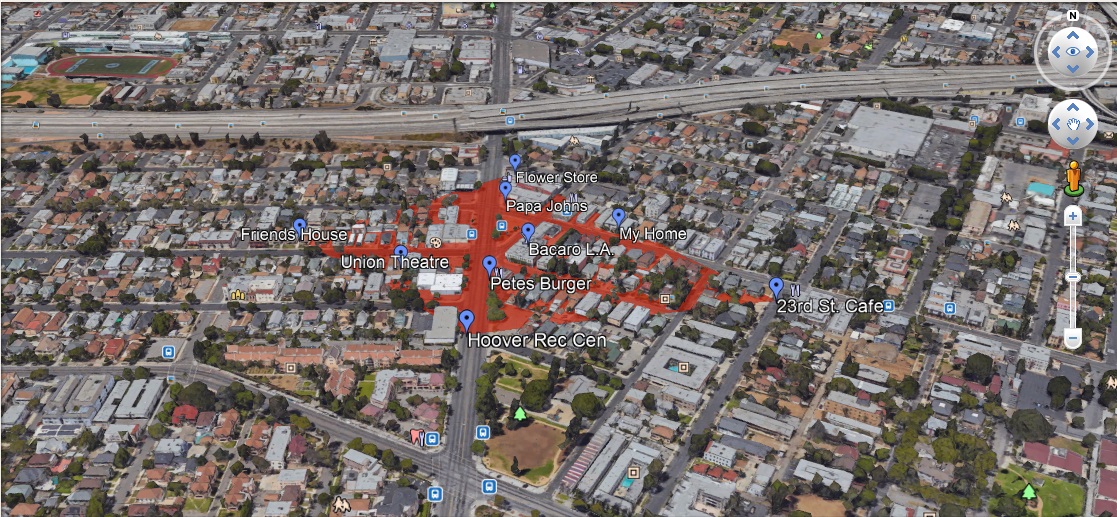 N
Flower Store
Papa Johns
My Home
Friends House
Bacaro L.A.
Union Theatre
Petes Burger
23rd St. Cafe
Hoover Rec Cen